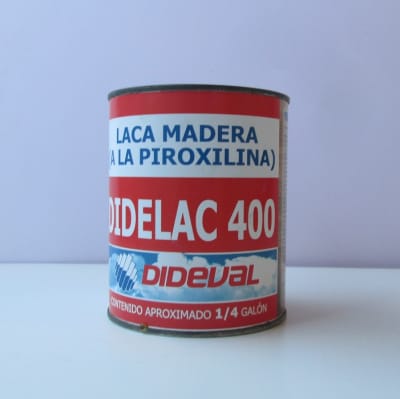 LACA MADERA
(A LA PIROXILINA)
DIDELAC 400
DIDEVAL
CONTENIDO APROXIMADO 1/4 GALÓN